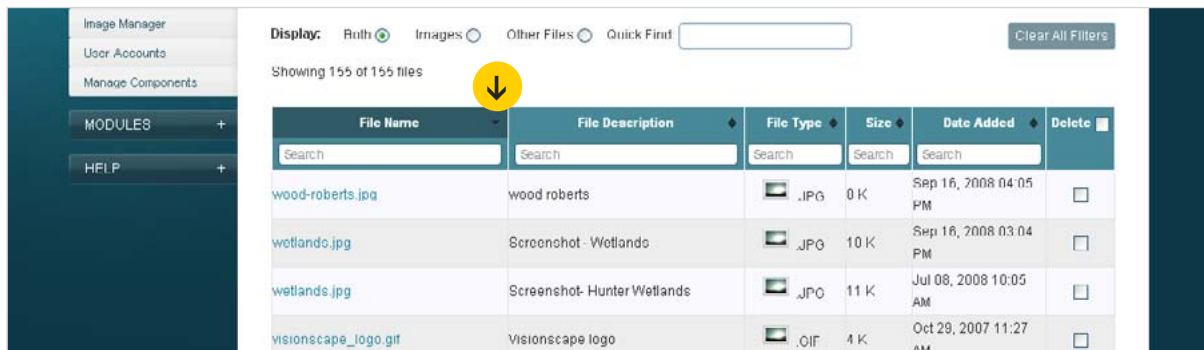 Image Manager
User Accounts
Manage Components
MODULES +
HELP +
Display: Both Images Other Files Quick Find: Clear All Filters
Showing 155 of 155 files
File Name File Description File Type Size Date Added Delete
Search Search Search Search Search
wood-roberts.jpg wood roberts .JPG 0 K Sep 16, 2008 04:05
PM
wetlands.jpg Screenshot - Wetlands .JPG 10 K Sep 16, 2008 03:04
PM
wetlands.jpg Screenshot- Hunter Wetlands .JPG 11 K Jul 08, 2008 10:05
AM
visionscape_logo.gif Visionscape logo .GIF 4 K Oct 29, 2007 11:27
AM